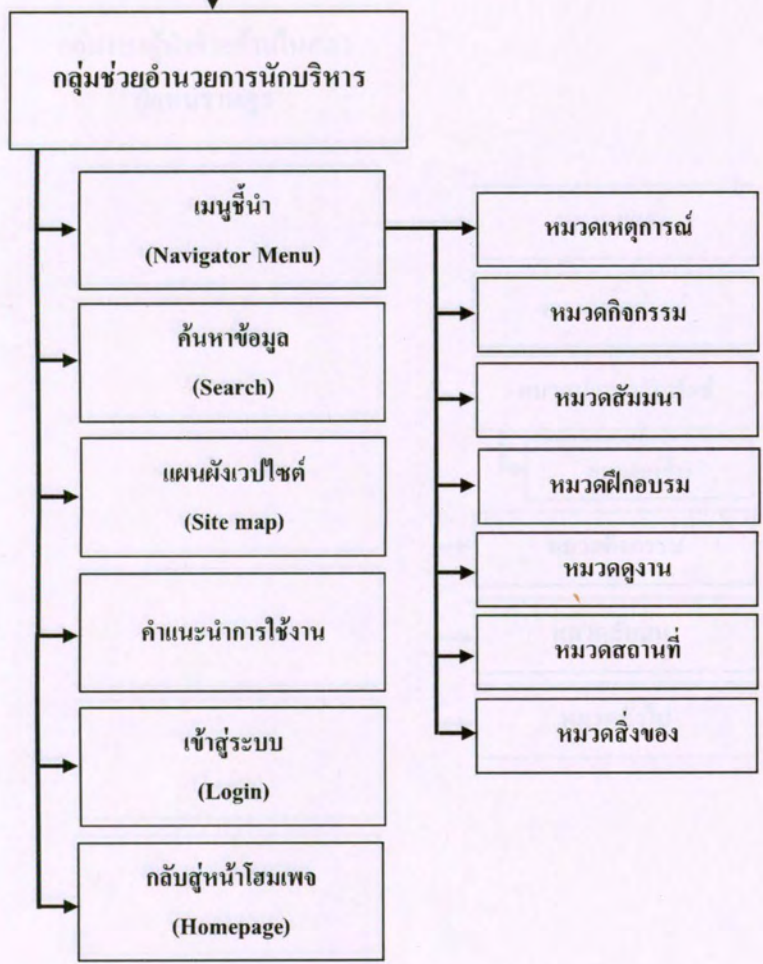 กลุ่มช่วยอำนวยการนักบริหาร
เมนูชี้นำ
(Navigator Menu)
ค้นหาข้อมูล
(Search)
แผนผังเวปไซต์
(Site map)
คำแนะนำการใช้งาน
เข้าสู่ระบบ
(Login)
กลับสู่หน้าโฮมเพจ
(Homepage)
หมวดเหตุการณ์
หมวดกิจกรรม
หมวดสัมมนา
หมวดฝึกอบรม
หมวดดูงาน
หมวดสถานที่
หมวดสิ่งของ